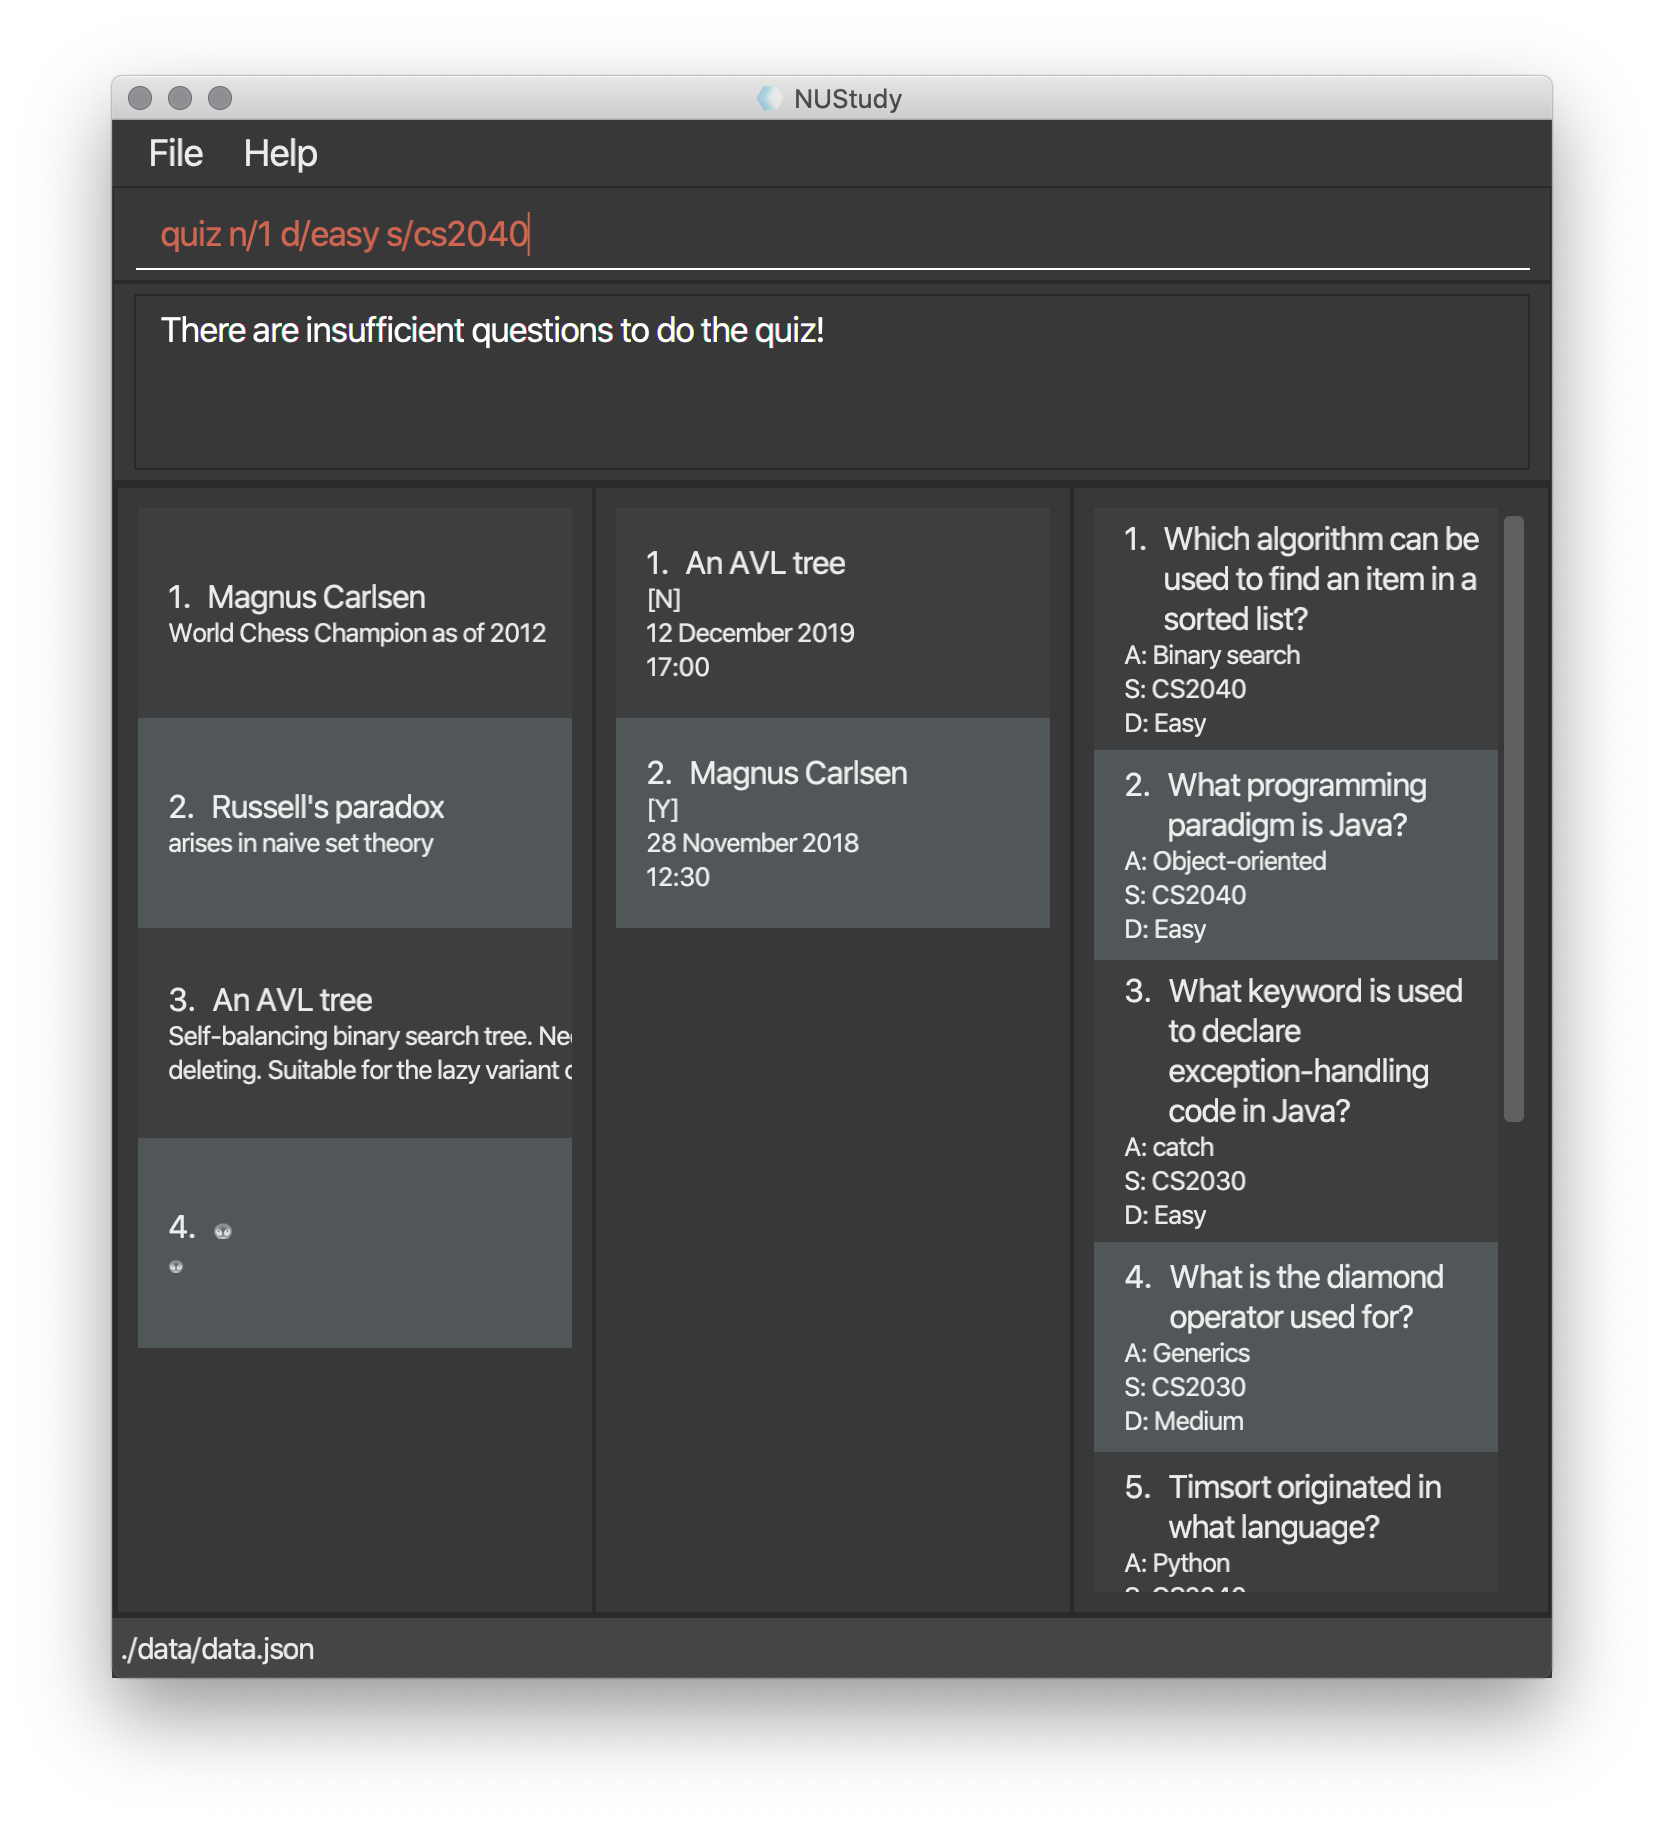 NUStudy
File Help
quiz n/1 d/easy s/cs2040
There are insufficient questions to do the quiz!
1. Magnus Carlsen
World Chess Champion as of 2012
2. Russell's paradox
arises in naive set theory
3. An AVL tree
Self-balancing binary search tree. Ne
deleting. Suitable for the lazy variant
4.
1. An AVL tree
[N]
12 December 2019
17:00
2. Magnus Carlsen
[Y]
28 November 2018
12:30
1. Which algorithm can be
used to find an item in a
sorted list?
A: Binary search
S: CS2040
D: Easy
2. What programming
paradigm is Java?
A: Object-oriented
S: CS2040
D: Easy
3. What keyword is used
to declare
exception-handling
code in Java?
A: catch
S: CS2030
D: Easy
4. What is the diamond
operator used for?
A: Generics
S: CS2030
D: Medium
5. Timsort originated in
what language?
A: Python
S: CS2040
./data/data.json